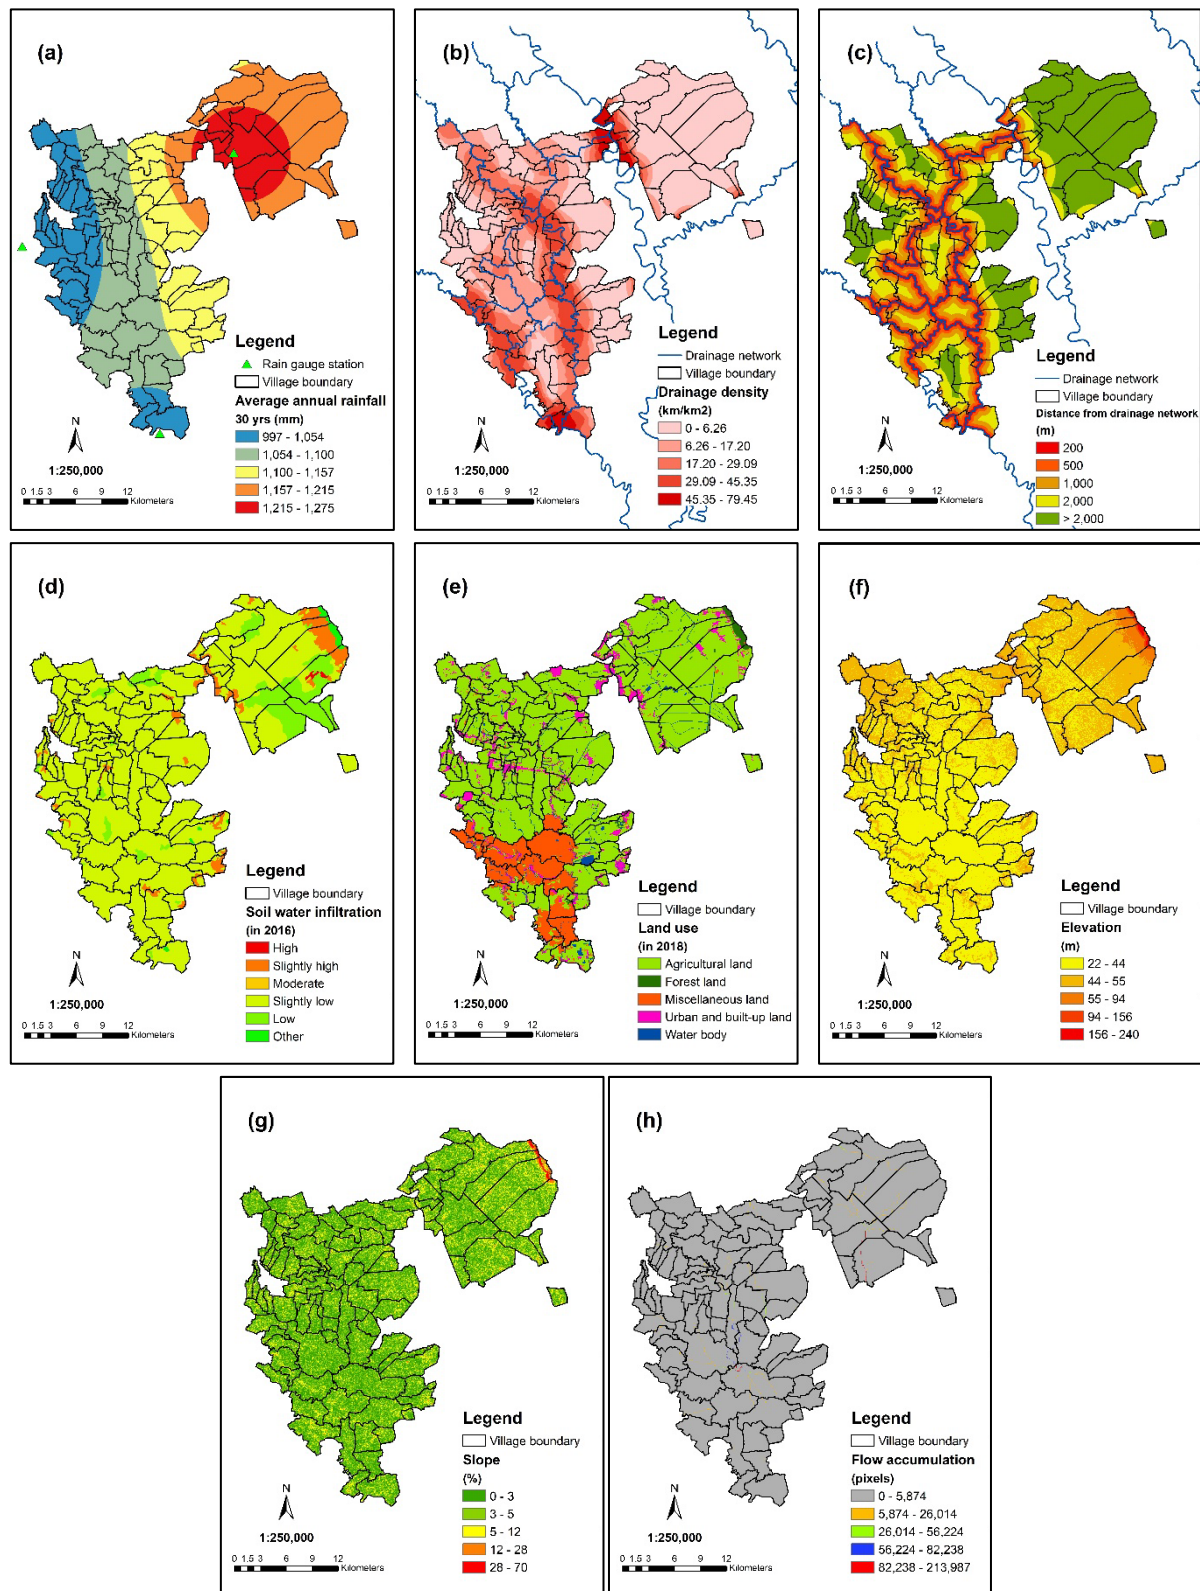 (a)
Legend
Rain gauge station
Village boundary
Average annual rainfall
30 yrs (mm)
997 - 1,054
1,054 - 1,100
1,100 - 1,157
1,157 - 1,215
1,215 - 1,275
N
1:250,000
0 1.5 3 6 9 12
Kilometers
(b)
Legend
Drainage network
Village boundary
Drainage density
(km/km2)
0 - 6.26
6.26 - 17.20
17.20 - 29.09
29.09 - 45.35
45.35 - 79.45
N
1:250,000
0 1.5 3 6 9 12
Kilometers
(c)
Legend
Drainage network
Village boundary
Distance from drainage network
(m)
200
500
1,000
2,000
> 2,000
N
1:250,000
0 1.5 3 6 9 12
Kilometers
(d)
Legend
Village boundary
Soil water infiltration
(in 2016)
High
Slightly high
Moderate
Slightly low
Low
Other
N
1:250,000
0 1.5 3 6 9 12
Kilometers
(e)
Legend
Village boundary
Land use
(in 2018)
Agricultural land
Forest land
Miscellaneous land
Urban and built-up land
Water body
N
1:250,000
0 1.5 3 6 9 12
Kilometers
(f)
Legend
Village boundary
Elevation
(m)
22 - 44
44 - 55
55 - 94
94 - 156
156 - 240
N
1:250,000
0 1.5 3 6 9 12
Kilometers
(g)
Legend
Village boundary
Slope
(%)
0 - 3
3 - 5
5 - 12
12 - 28
28 - 70
N
1:250,000
0 1.5 3 6 9 12
Kilometers
(h)
Legend
Village boundary
Flow accumulation
(pixels)
0 - 5,874
5,874 - 26,014
26,014 - 56,224
56,224 - 82,238
82,238 - 213,987
N
1:250,000
0 1.5 3 6 9 12
Kilometers